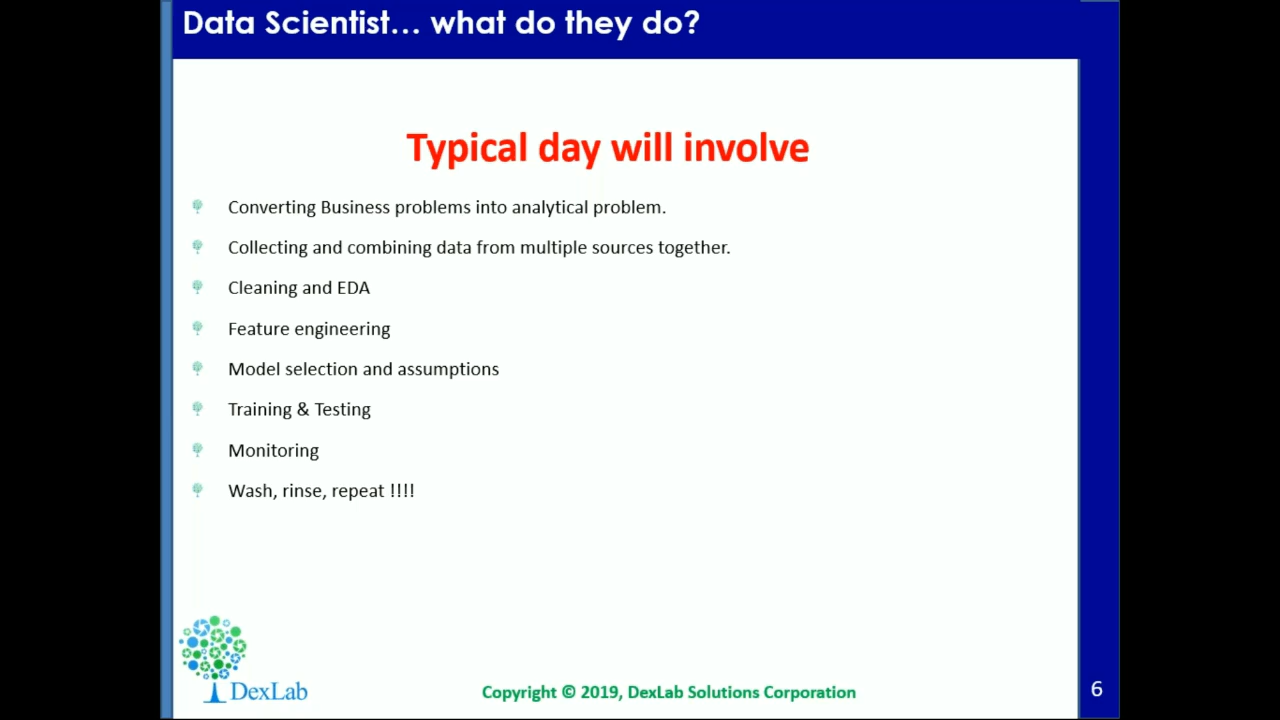 Data Scientist... what do they do?
Typical day will involve
Converting Business problems into analytical problem.
Collecting and combining data from multiple sources together.
Cleaning and EDA
Feature engineering
Model selection and assumptions
Training & Testing
Monitoring
Wash, rinse, repeat !!!!
DexLab
Copyright © 2019, DexLab Solutions Corporation
6